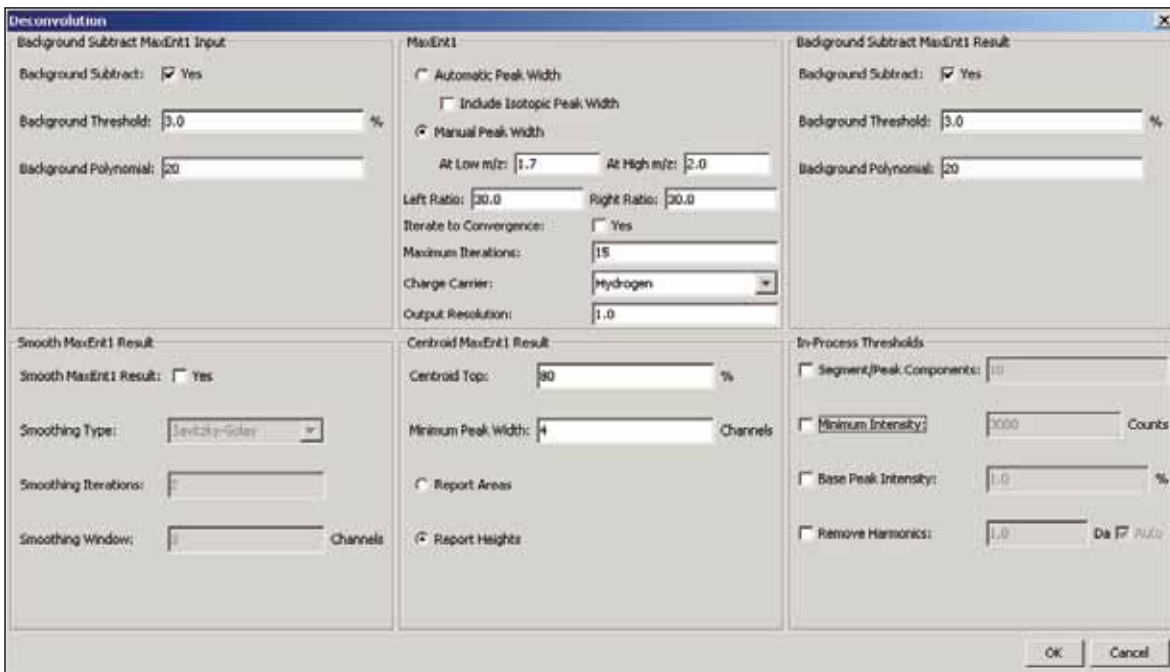 Deconvolution
Background Subtract MaxEnt1 Input
Background Subtract: Yes
Background Threshold: 3.0 %
Background Polynomial: 20
MaxEnt1
Automatic Peak Width
Include Isotopic Peak Width
Manual Peak Width
At Low m/z: 1.7 At High m/z: 2.0
Left Ratio: 30.0 Right Ratio: 30.0
Iterate to Convergence: Yes
Maximum Iterations: 15
Charge Carrier: Hydrogen
Output Resolution: 1.0
Background Subtract MaxEnt1 Result
Background Subtract: Yes
Background Threshold: 3.0 %
Background Polynomial: 20
Smooth MaxEnt1 Result
Smooth MaxEnt1 Result: Yes
Smoothing Type: Savitzky-Golay
Smoothing Iterations: 2
Smoothing Window: Channels
Centroid MaxEnt1 Result
Centroid Top: 80 %
Minimum Peak Width: 4 Channels
Report Areas
Report Heights
In-Process Thresholds
Segment/Peak Components: 10
Minimum Intensity: Counts
Base Peak Intensity: 1.0 %
Remove Harmonics: 1.0 Da Auto
OK Cancel